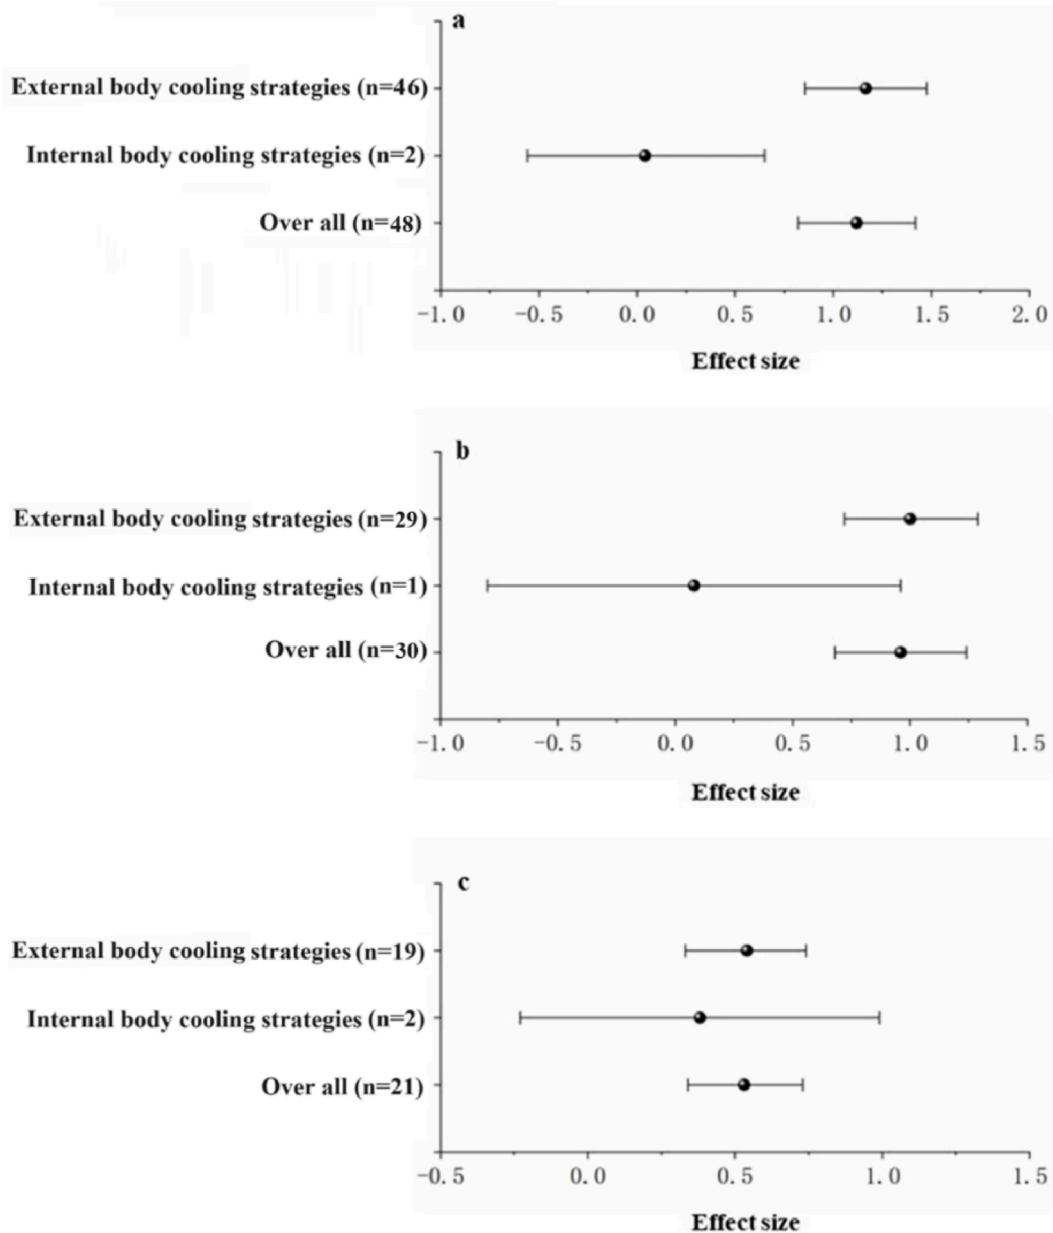 a
External body cooling strategies (n=46)
Internal body cooling strategies (n=2)
Over all (n=48)
-1.0 -0.5 0.0 0.5 1.0 1.5 2.0
Effect size
b
External body cooling strategies (n=29)
Internal body cooling strategies (n=1)
Over all (n=30)
-1.0 -0.5 0.0 0.5 1.0 1.5
Effect size
c
External body cooling strategies (n=19)
Internal body cooling strategies (n=2)
Over all (n=21)
-0.5 0.0 0.5 1.0 1.5
Effect size